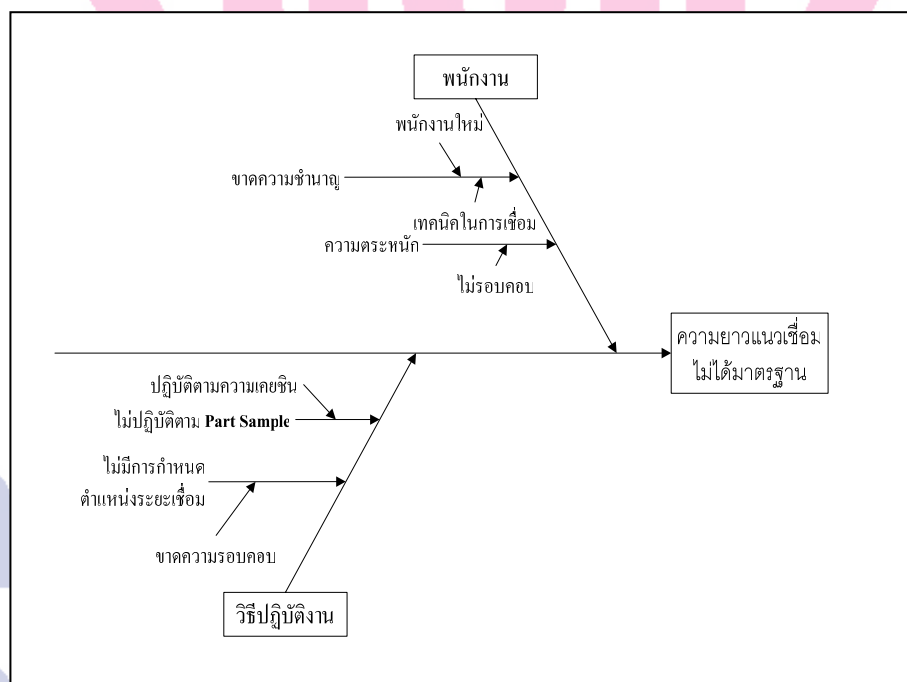 พนักงาน
พนักงานใหม่
ขาดความชำนาญ
เทคนิคในการเชื่อม
ความตระหนัก
ไม่รอบคอบ
ความยาวแนวเชื่อม
ไม่ได้มาตรฐาน
ปฏิบัติตามความเคยชิน
ไม่ปฏิบัติตาม Part Sample
ไม่มีการกำหนด
ตำแหน่งระยะเชื่อม
ขาดความรอบคอบ
วิธีปฏิบัติงาน